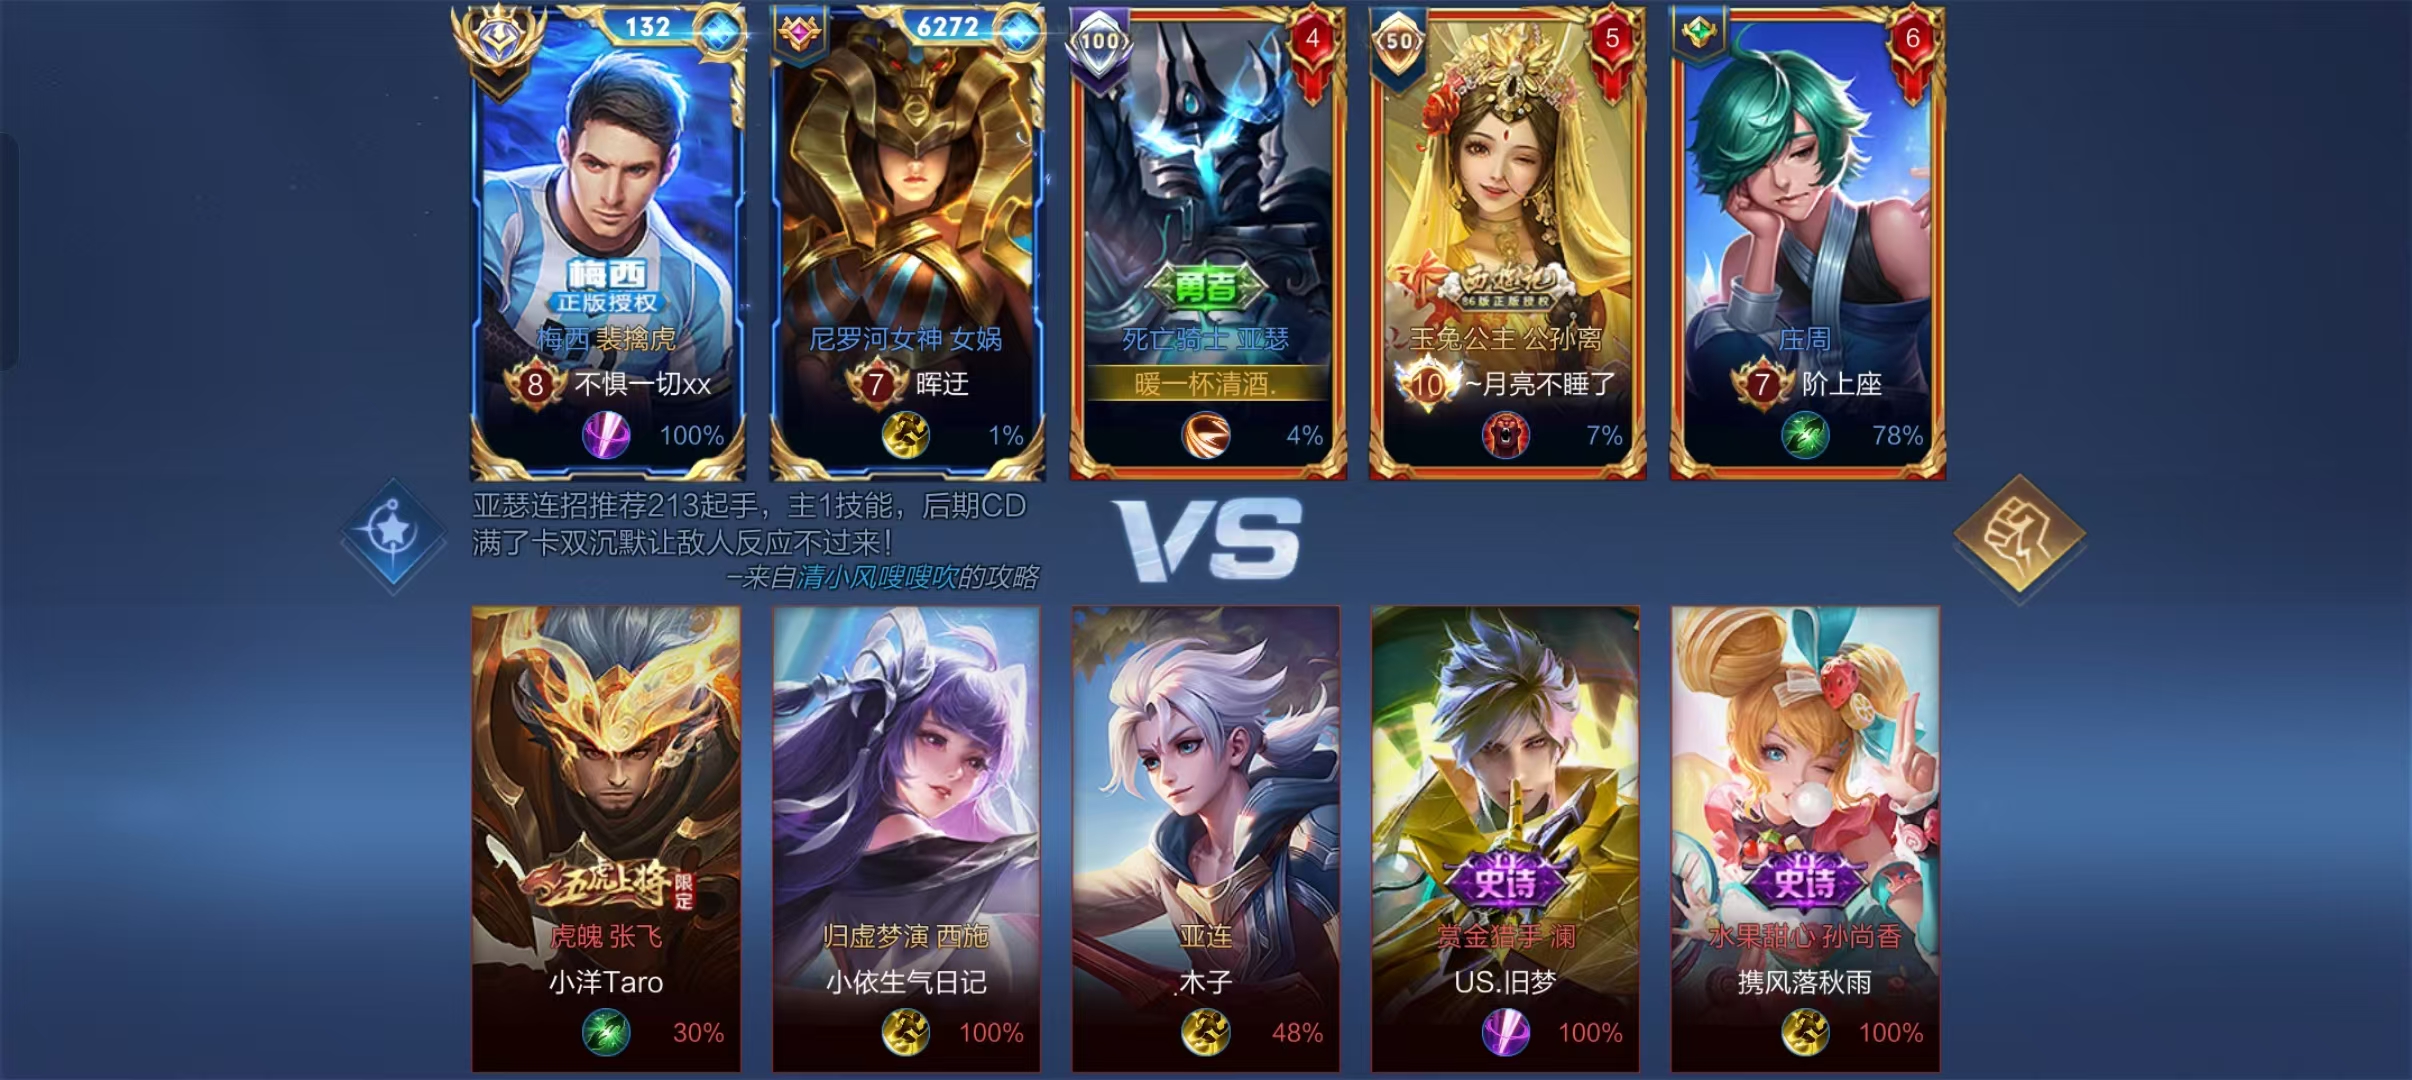 132
6272
100
4
50
5
6
梅西
正版授权
勇者
西游记
86版正版授权
梅西 裴擒虎
尼罗河女神 女娲
死亡骑士 亚瑟
玉兔公主 公孙离
庄周
8 不惧一切xx
7 晖迂
暖一杯清酒.
10 ~月亮不睡了
7 阶上座
100%
1%
4%
7%
78%
亚瑟连招推荐213起手，主1技能，后期CD
满了卡双沉默让敌人反应不过来！
–来自清小风嗖嗖吹的攻略
VS
五虎上将 限定
史诗
史诗
虎魄 张飞
归虚梦演 西施
亚连
赏金猎手 澜
水果甜心 孙尚香
小洋Taro
小依生气日记
.木子
US.旧梦
携风落秋雨
30%
100%
48%
100%
100%